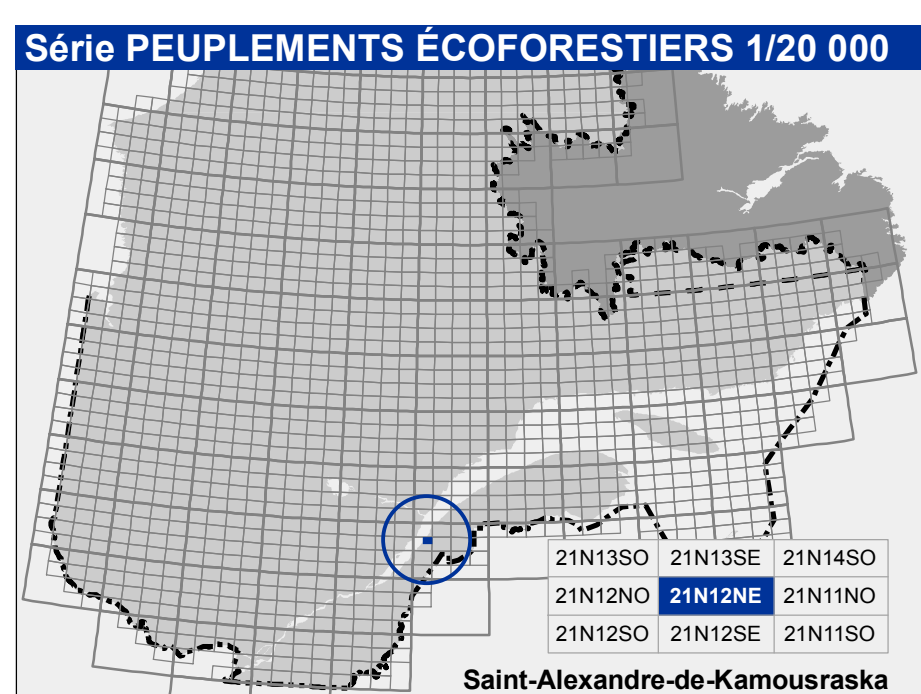 Série PEUPLEMENTS ÉCOFORESTIERS 1/20 000
21N13SO 21N13SE 21N14SO
21N12NO 21N12NE 21N11NO
21N12SO 21N12SE 21N11SO
Saint-Alexandre-de-Kamousraska